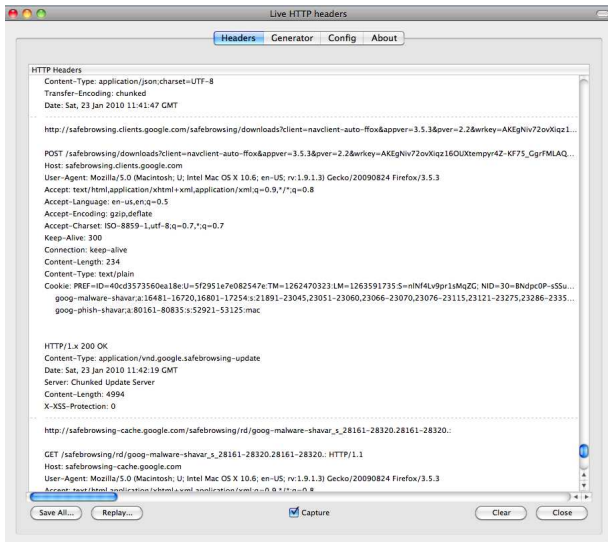 Live HTTP headers
Headers Generator Config About
HTTP Headers
Content-Type: application/json;charset=UTF-8
Transfer-Encoding: chunked
Date: Sat, 23 Jan 2010 11:41:47 GMT
http://safebrowsing.clients.google.com/safebrowsing/downloads?client=navclient-auto-ffox&appver=3.5.3&pver=2.2&wrkey=AKEgNiv72ovXiqz1...
POST /safebrowsing/downloads?client=navclient-auto-ffox&appver=3.5.3&pver=2.2&wrkey=AKEgNiv72ovXiqz16OUXtempyr4Z-KF75_GgrFMLAQ...
Host: safebrowsing.clients.google.com
User-Agent: Mozilla/5.0 (Macintosh; U; Intel Mac OS X 10.6; en-US; rv:1.9.1.3) Gecko/20090824 Firefox/3.5.3
Accept: text/html,application/xhtml+xml,application/xml;q=0.9,*/*;q=0.8
Accept-Language: en-us,en;q=0.5
Accept-Encoding: gzip,deflate
Accept-Charset: ISO-8859-1,utf-8;q=0.7,*;q=0.7
Keep-Alive: 300
Connection: keep-alive
Content-Length: 234
Content-Type: text/plain
Cookie: PREF=ID=40cd3573560ea18e:U=5f2951e7e082547e:TM=1262470323:LM=1263591735:S=nINf4Lv9pr1sMqZG; NID=30=BNdpc0P-sSSu...
goog-malware-shavar;a:16481-16720,16801-17254:s:21891-23045,23051-23060,23066-23070,23076-23115,23121-23275,23286-2335...
goog-phish-shavar;a:80161-80835:s:52921-53125:mac
HTTP/1.x 200 OK
Content-Type: application/vnd.google.safebrowsing-update
Date: Sat, 23 Jan 2010 11:42:19 GMT
Server: Chunked Update Server
Content-Length: 4994
X-XSS-Protection: 0
http://safebrowsing-cache.google.com/safebrowsing/rd/goog-malware-shavar_s_28161-28320.28161-28320.:
GET /safebrowsing/rd/goog-malware-shavar_s_28161-28320.28161-28320.: HTTP/1.1
Host: safebrowsing-cache.google.com
User-Agent: Mozilla/5.0 (Macintosh; U; Intel Mac OS X 10.6; en-US; rv:1.9.1.3) Gecko/20090824 Firefox/3.5.3
Accept: text/html,application/xhtml+xml,application/xml;q=0.9,*/*;q=0.8
Save All... Replay... Capture Clear Close